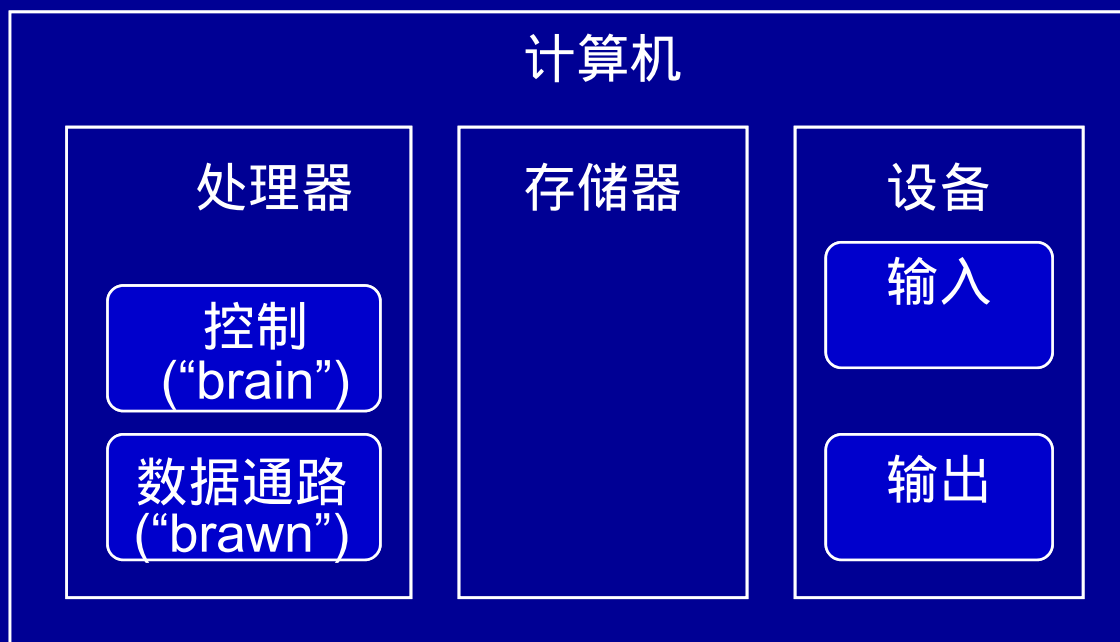 计算机
处理器
控制
(“brain”)
数据通路
(“brawn”)
存储器
设备
输入
输出